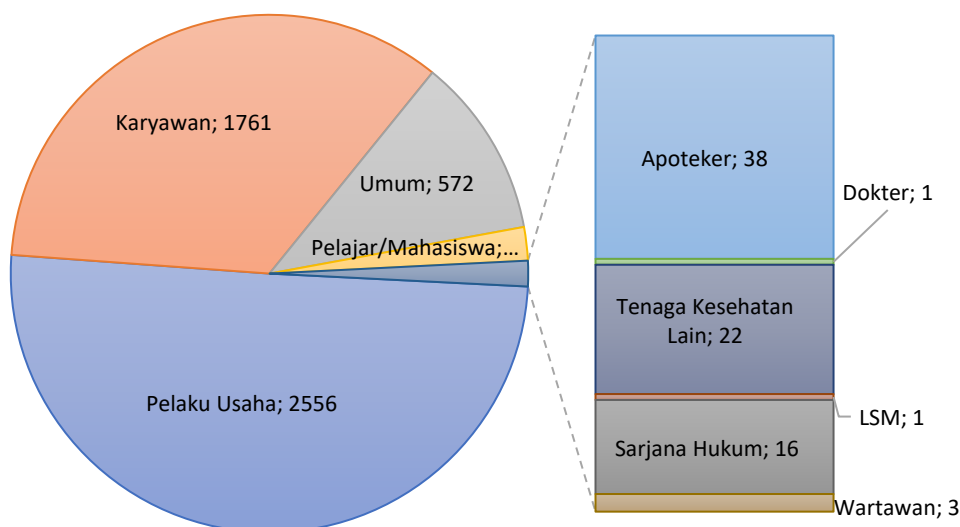 Karyawan; 1761
Umum; 572
Pelajar/Mahasiswa;...
Pelaku Usaha; 2556
Apoteker; 38
Dokter; 1
Tenaga Kesehatan
Lain; 22
LSM; 1
Sarjana Hukum; 16
Wartawan; 3